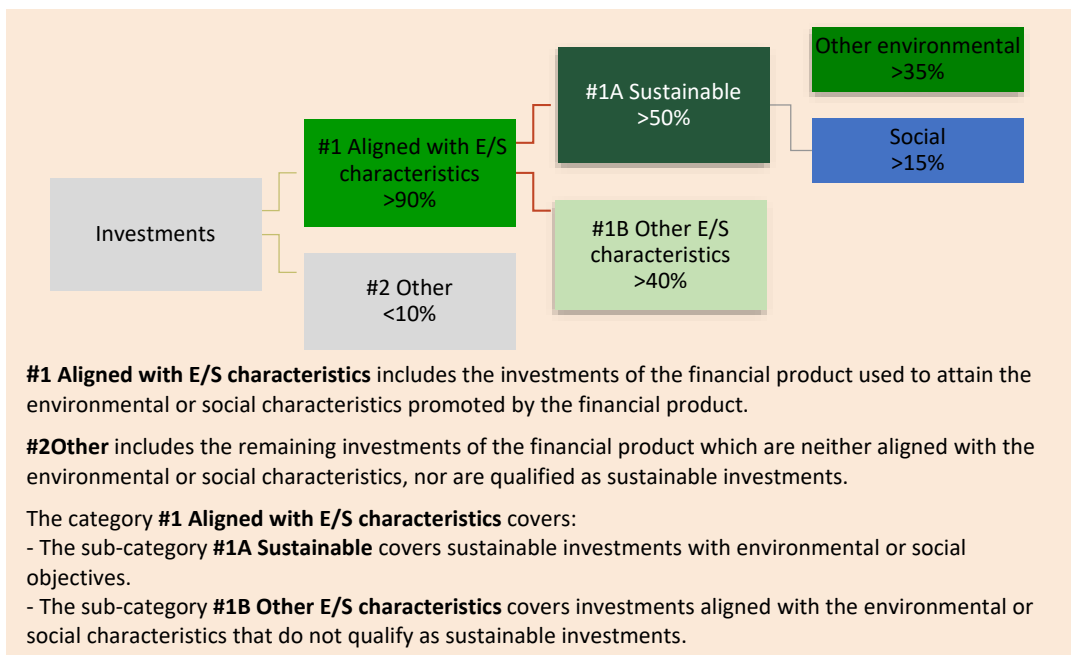 Other environmental
>35%
#1A Sustainable
>50%
Social
>15%
#1 Aligned with E/S
characteristics
>90%
Investments
#1B Other E/S
characteristics
>40%
#2 Other
<10%
#1 Aligned with E/S characteristics includes the investments of the financial product used to attain the
environmental or social characteristics promoted by the financial product.
#2Other includes the remaining investments of the financial product which are neither aligned with the
environmental or social characteristics, nor are qualified as sustainable investments.
The category #1 Aligned with E/S characteristics covers:
- The sub-category #1A Sustainable covers sustainable investments with environmental or social
objectives.
- The sub-category #1B Other E/S characteristics covers investments aligned with the environmental or
social characteristics that do not qualify as sustainable investments.